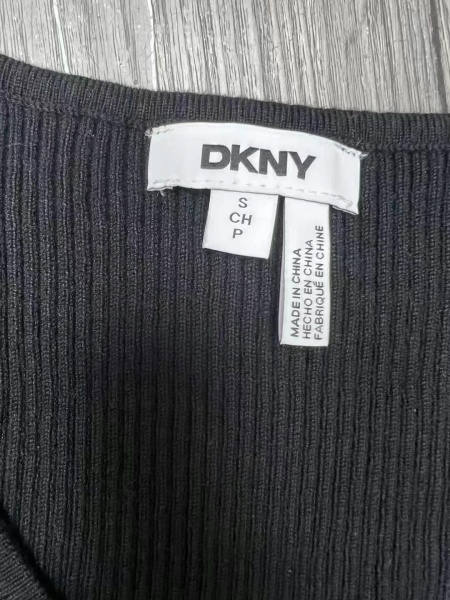 DKNY
S
CH
P
MADE IN CHINA
HECHO EN CHINA
FABRIQUÉ EN CHINE